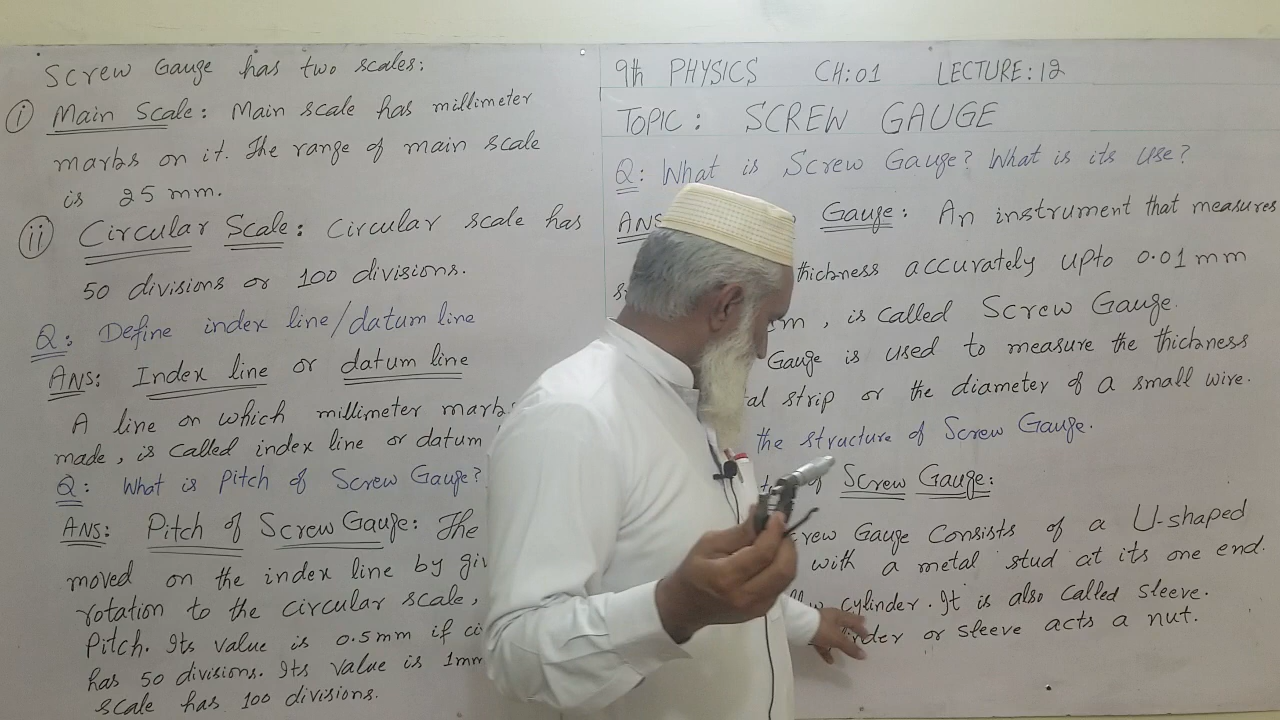 Screw Gauge has two scales:
(i) Main Scale: Main scale has millimeter
marks on it. The range of main scale
is 25 mm.
(ii) Circular Scale: Circular scale has
50 divisions or 100 divisions.
Q: Define index line/datum line
ANS: Index line or datum line
A line on which millimeter marks
made, is called index line or datum
Q: What is Pitch of Screw Gauge?
ANS: Pitch of Screw Gauge: The
moved on the index line by
rotation to the circular scale,
Pitch. Its value is 0.5mm if
has 50 divisions. Its value is 1mm
scale has 100 divisions.
9th PHYSICS CH:01 LECTURE:12
TOPIC: SCREW GAUGE
Q: What is Screw Gauge? What is its use?
ANS Gauge: An instrument that measures
thickness accurately upto 0.01mm
, is called Screw Gauge.
Gauge is used to measure the thickness
strip or the diameter of a small wire.
the structure of Screw Gauge.
of Screw Gauge:
Gauge consists of a U-shaped
with a metal stud at its one end.
cylinder. It is also called sleeve.
or sleeve acts a nut.